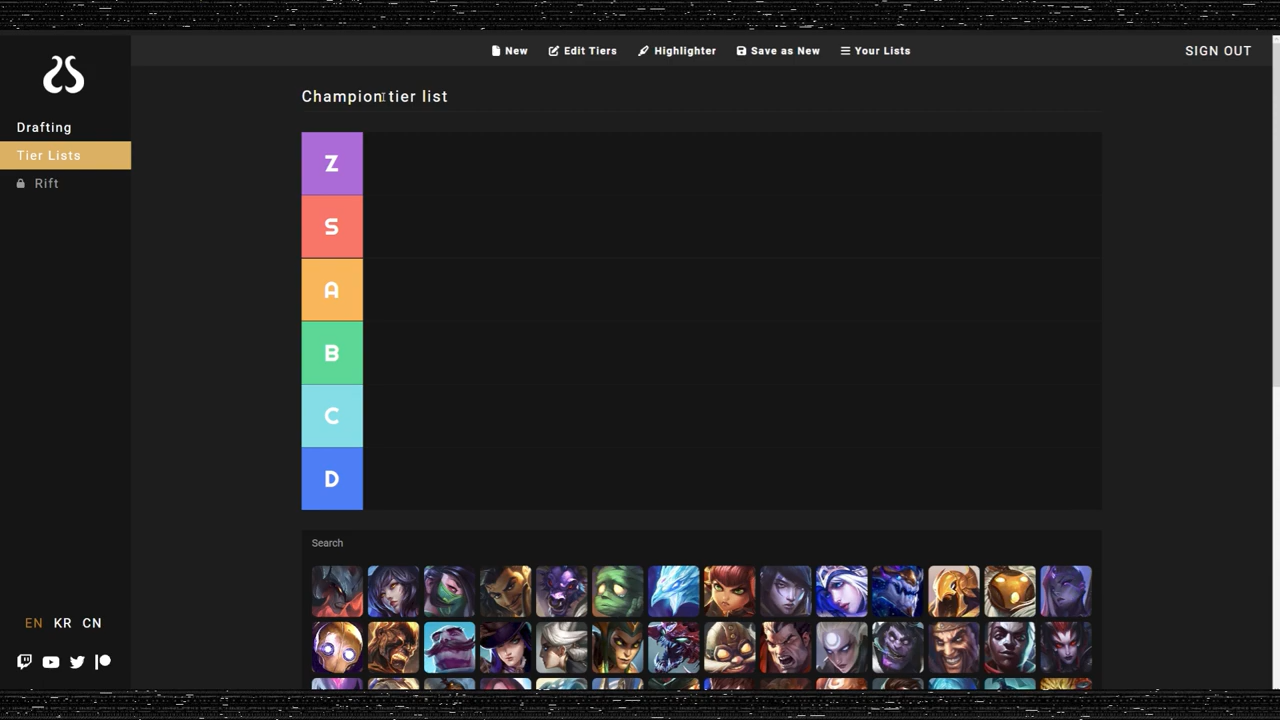 New Edit Tiers Highlighter Save as New Your Lists SIGN OUT
Drafting
Tier Lists
Rift
Champion tier list
Z
S
A
B
C
D
Search
EN KR CN